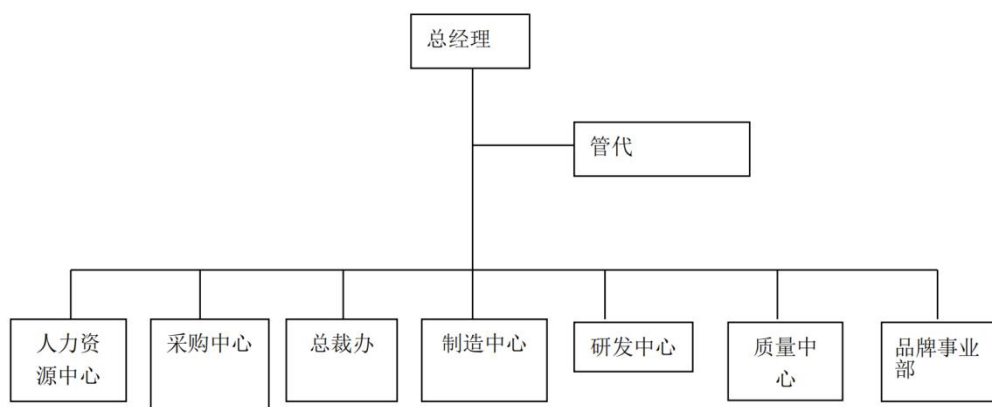 总经理
管代
人力资
源中心
采购中心
总裁办
制造中心
研发中心
质量中
心
品牌事业
部